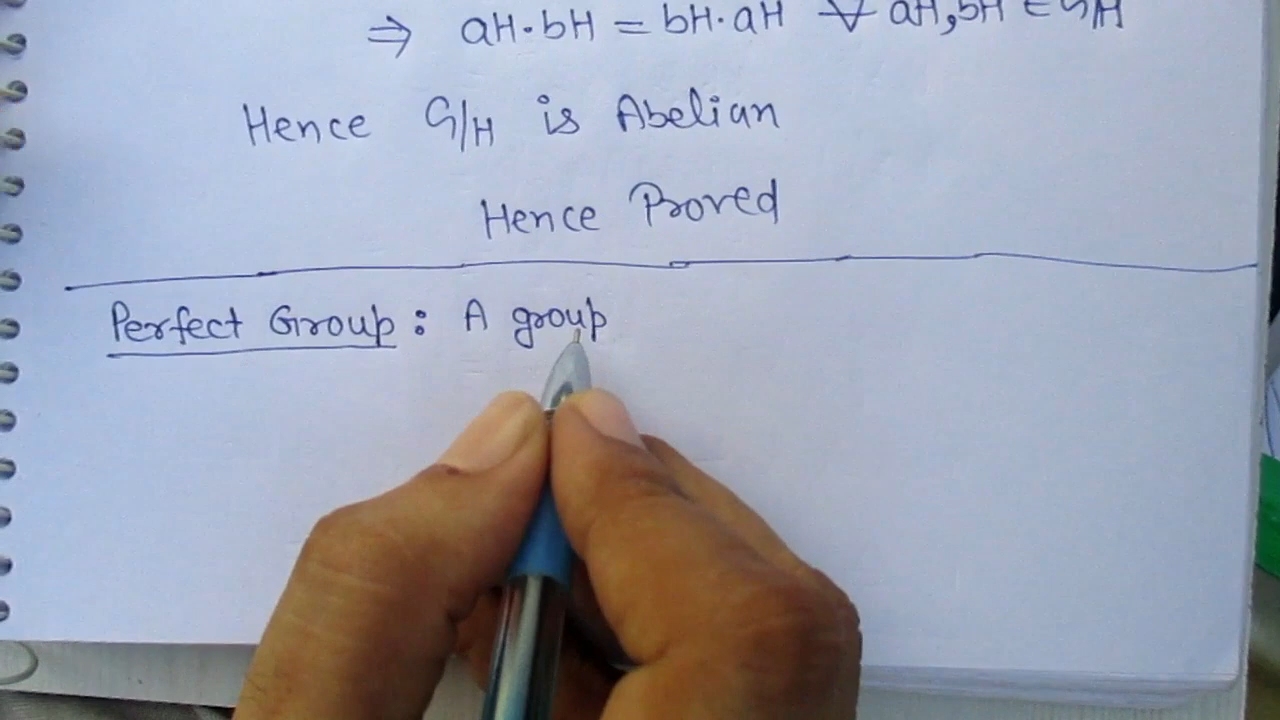 ⇒ aH·bH = bH·aH ∀ aH,bH ∈ G/H
Hence G/H is Abelian
Hence Proved
Perfect Group : A group